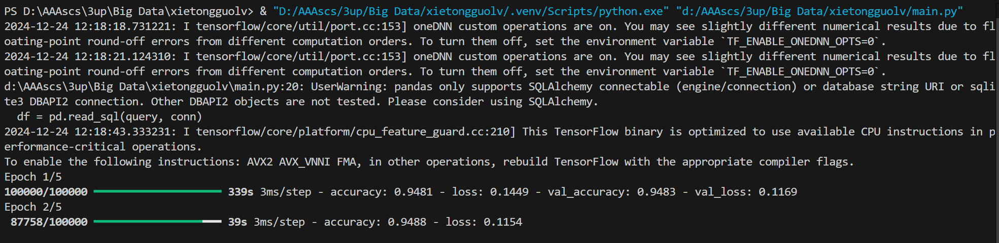 PS D:\AAAscs\3up\Big Data\xietongguolv> & "D:/AAAscs/3up/Big Data/xietongguolv/.venv/Scripts/python.exe" "d:/AAAscs/3up/Big Data/xietongguolv/main.py"
2024-12-24 12:18:18.731221: I tensorflow/core/util/port.cc:153] oneDNN custom operations are on. You may see slightly different numerical results due to fl
oating-point round-off errors from different computation orders. To turn them off, set the environment variable `TF_ENABLE_ONEDNN_OPTS=0`.
2024-12-24 12:18:21.124310: I tensorflow/core/util/port.cc:153] oneDNN custom operations are on. You may see slightly different numerical results due to fl
oating-point round-off errors from different computation orders. To turn them off, set the environment variable `TF_ENABLE_ONEDNN_OPTS=0`.
d:\AAAscs\3up\Big Data\xietongguolv\main.py:20: UserWarning: pandas only supports SQLAlchemy connectable (engine/connection) or database string URI or sqli
te3 DBAPI2 connection. Other DBAPI2 objects are not tested. Please consider using SQLAlchemy.
  df = pd.read_sql(query, conn)
2024-12-24 12:18:43.333231: I tensorflow/core/platform/cpu_feature_guard.cc:210] This TensorFlow binary is optimized to use available CPU instructions in p
erformance-critical operations.
To enable the following instructions: AVX2 AVX_VNNI FMA, in other operations, rebuild TensorFlow with the appropriate compiler flags.
Epoch 1/5
100000/100000 339s 3ms/step - accuracy: 0.9481 - loss: 0.1449 - val_accuracy: 0.9483 - val_loss: 0.1169
Epoch 2/5
 87758/100000 39s 3ms/step - accuracy: 0.9488 - loss: 0.1154